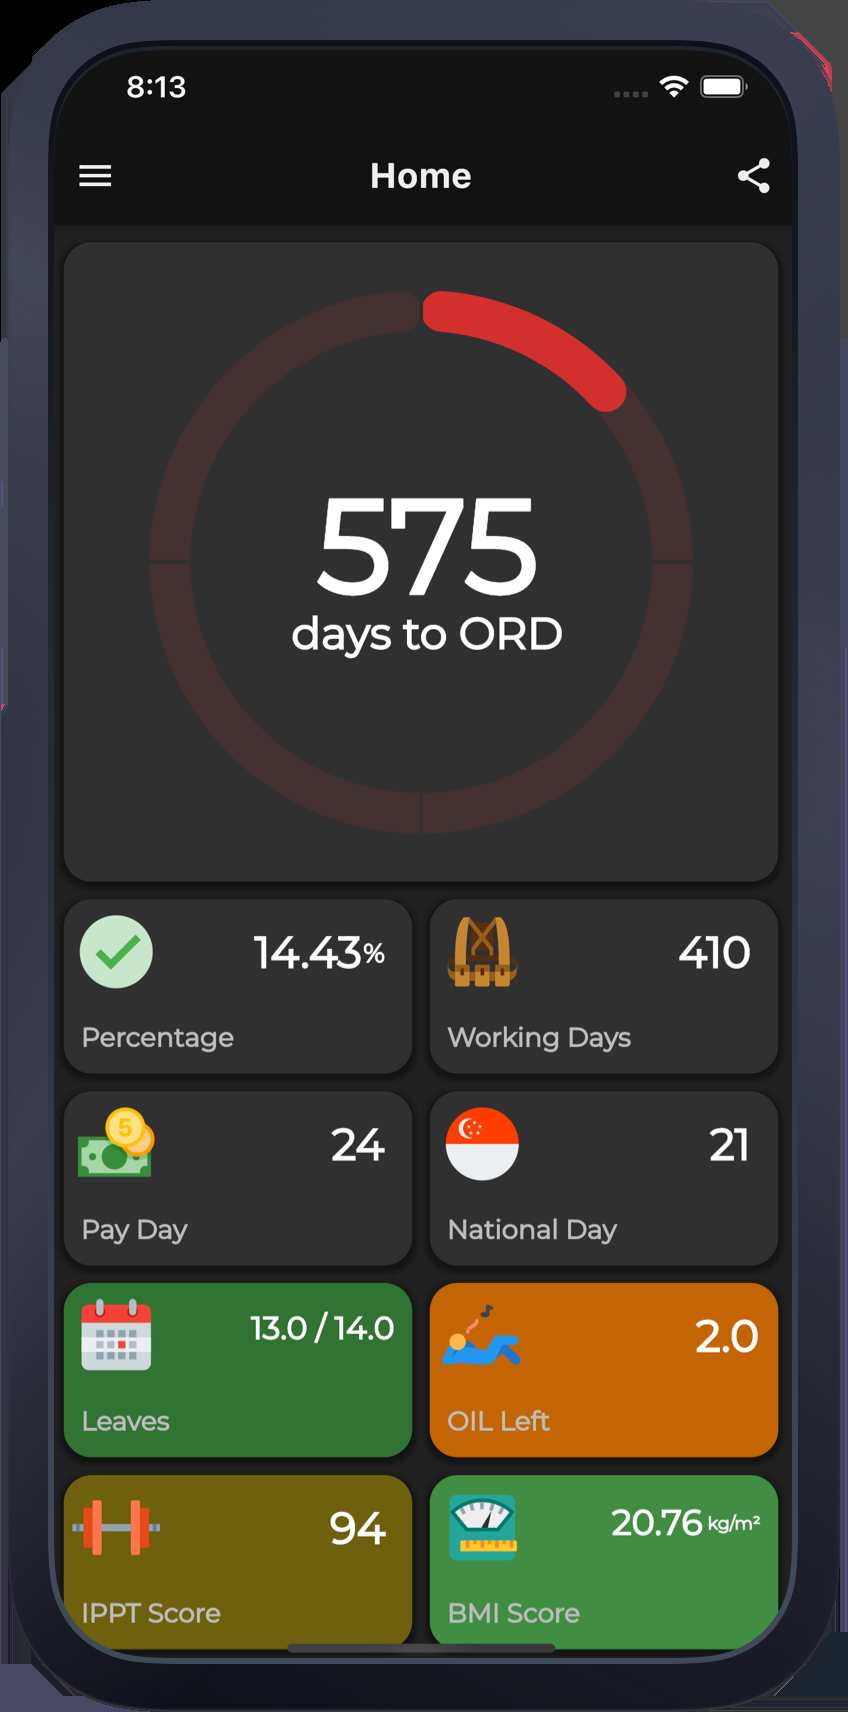 8:13
Home
575
days to ORD
14.43%
Percentage
410
Working Days
5
24
Pay Day
21
National Day
13.0 / 14.0
Leaves
2.0
OIL Left
94
IPPT Score
20.76 kg/m²
BMI Score